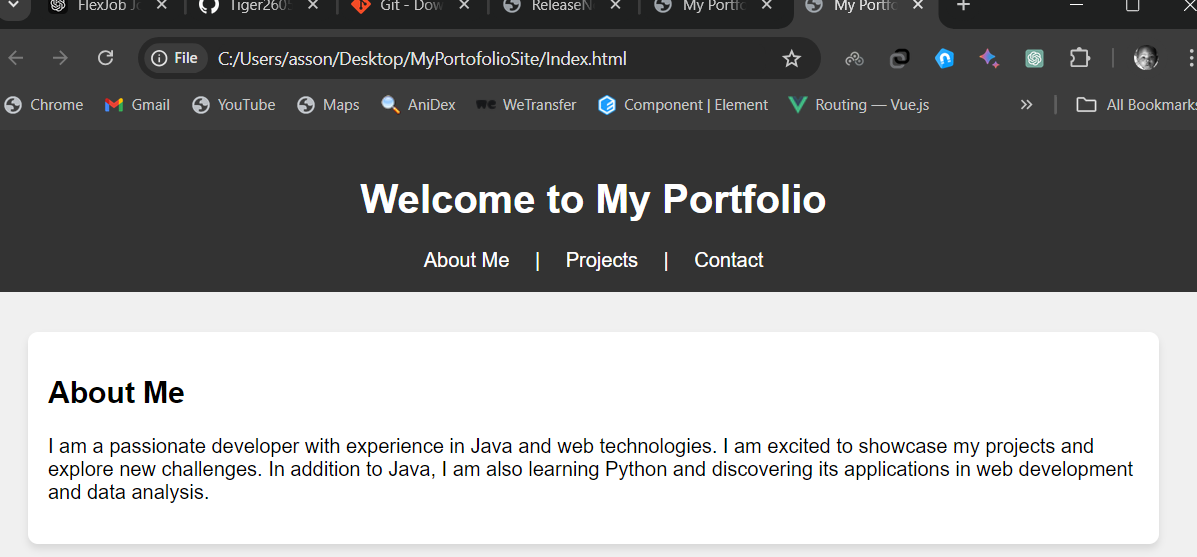 FlexJob Jo
Tiger2605
Git - Dow
ReleaseN
My Portfo
My Portfo
File C:/Users/asson/Desktop/MyPortofolioSite/Index.html
Chrome Gmail YouTube Maps AniDex WeTransfer Component | Element Routing — Vue.js » All Bookmarks
Welcome to My Portfolio
About Me | Projects | Contact
About Me
I am a passionate developer with experience in Java and web technologies. I am excited to showcase my projects and
explore new challenges. In addition to Java, I am also learning Python and discovering its applications in web development
and data analysis.